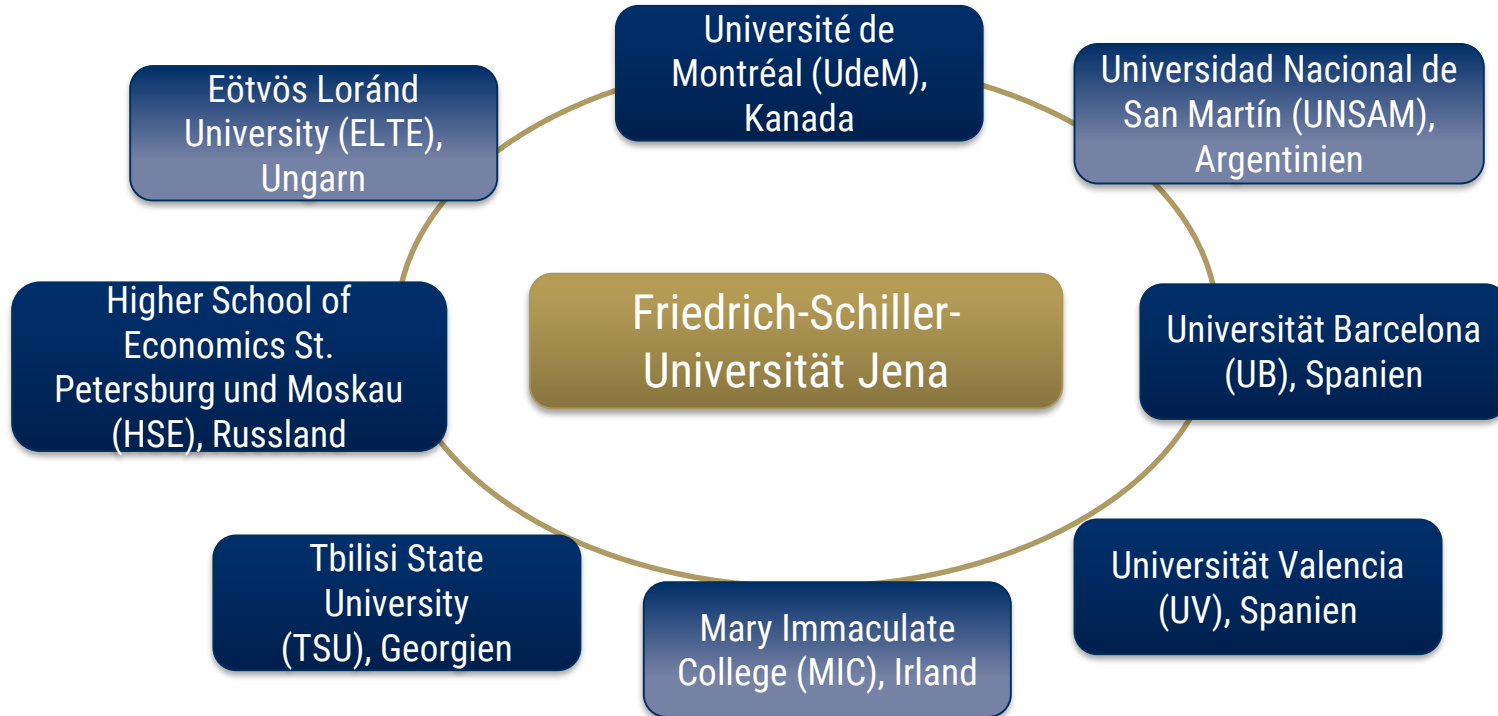 Université de
Montréal (UdeM),
Kanada
Universidad Nacional de
San Martín (UNSAM),
Argentinien
Eötvös Loránd
University (ELTE),
Ungarn
Friedrich-Schiller-
Universität Jena
Higher School of
Economics St.
Petersburg und Moskau
(HSE), Russland
Universität Barcelona
(UB), Spanien
Tbilisi State
University
(TSU), Georgien
Mary Immaculate
College (MIC), Irland
Universität Valencia
(UV), Spanien